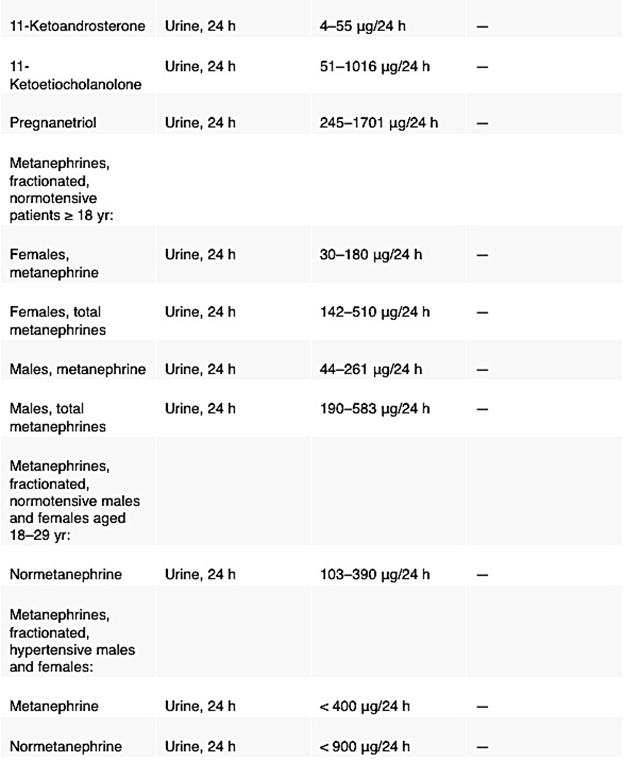 11-Ketoandrosterone Urine, 24 h 4–55 μg/24 h —
11- Urine, 24 h 51–1016 μg/24 h —
Ketoetiocholanolone
Pregnanetriol Urine, 24 h 245–1701 μg/24 h —
Metanephrines,
fractionated,
normotensive
patients ≥ 18 yr:
Females, Urine, 24 h 30–180 μg/24 h —
metanephrine
Females, total Urine, 24 h 142–510 μg/24 h —
metanephrines
Males, metanephrine Urine, 24 h 44–261 μg/24 h —
Males, total Urine, 24 h 190–583 μg/24 h —
metanephrines
Metanephrines,
fractionated,
normotensive males
and females aged
18–29 yr:
Normetanephrine Urine, 24 h 103–390 μg/24 h —
Metanephrines,
fractionated,
hypertensive males
and females:
Metanephrine Urine, 24 h < 400 μg/24 h —
Normetanephrine Urine, 24 h < 900 μg/24 h —